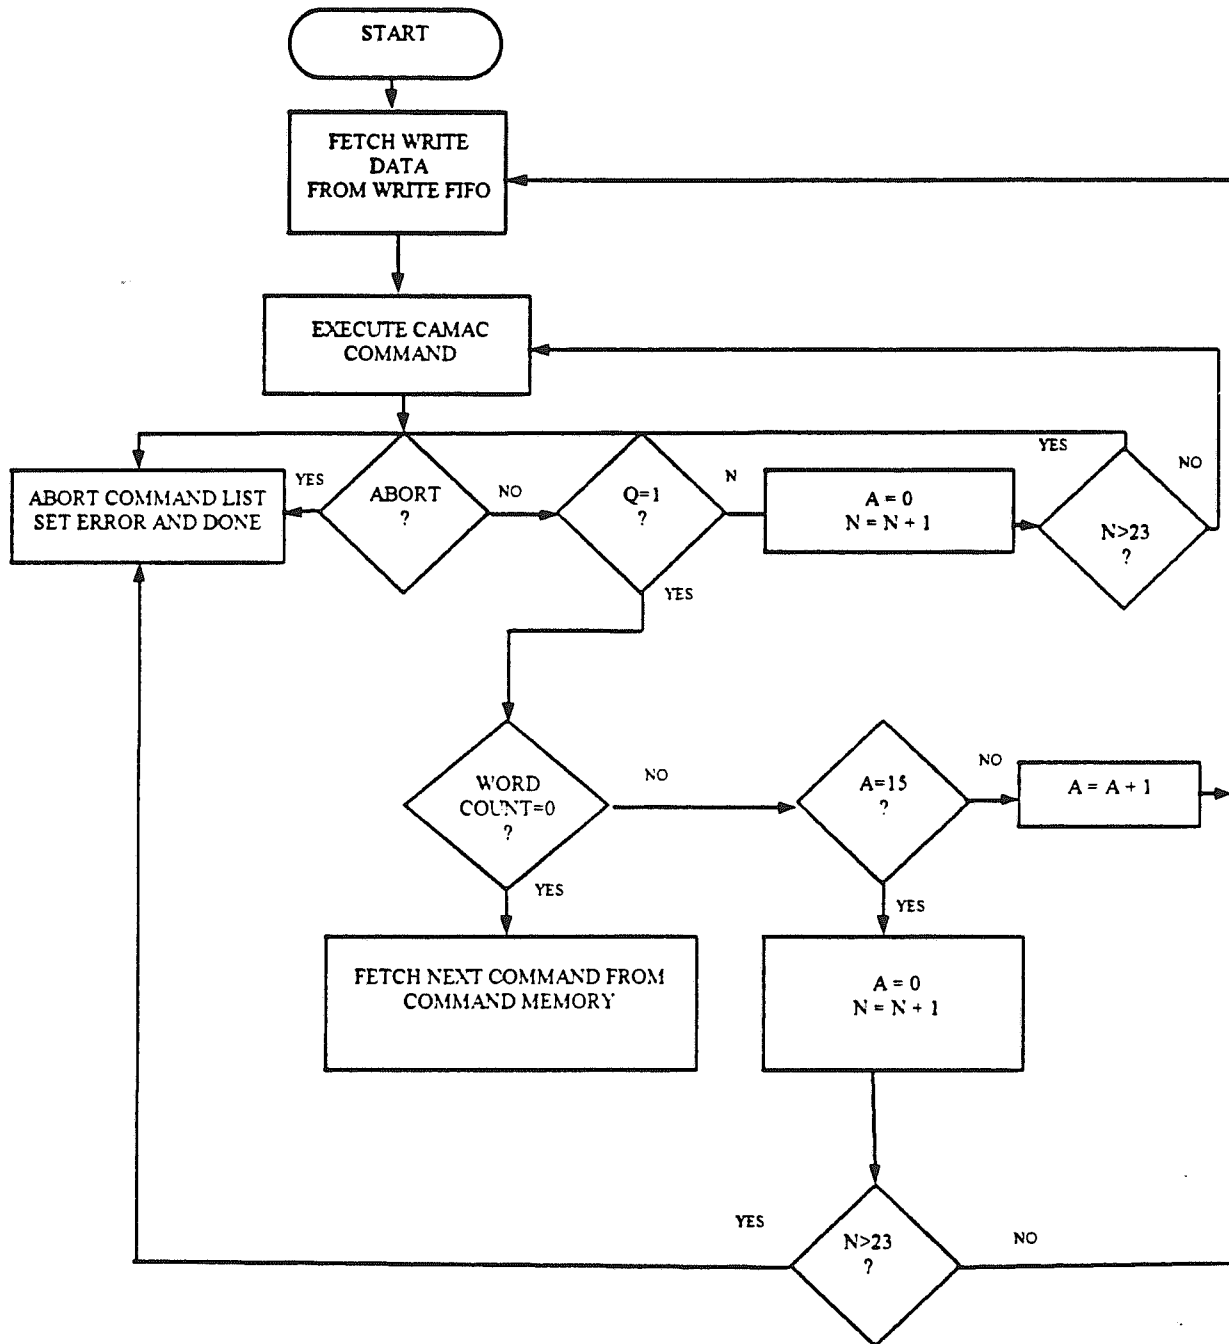 START
FETCH WRITE
DATA
FROM WRITE FIFO
EXECUTE CAMAC
COMMAND
ABORT COMMAND LIST
SET ERROR AND DONE
YES
ABORT
?
NO
Q=1
?
N
A = 0
N = N + 1
YES
N>23
?
NO
YES
WORD
COUNT=0
?
NO
A=15
?
NO
A = A + 1
YES
FETCH NEXT COMMAND FROM
COMMAND MEMORY
YES
A = 0
N = N + 1
YES
N>23
?
NO